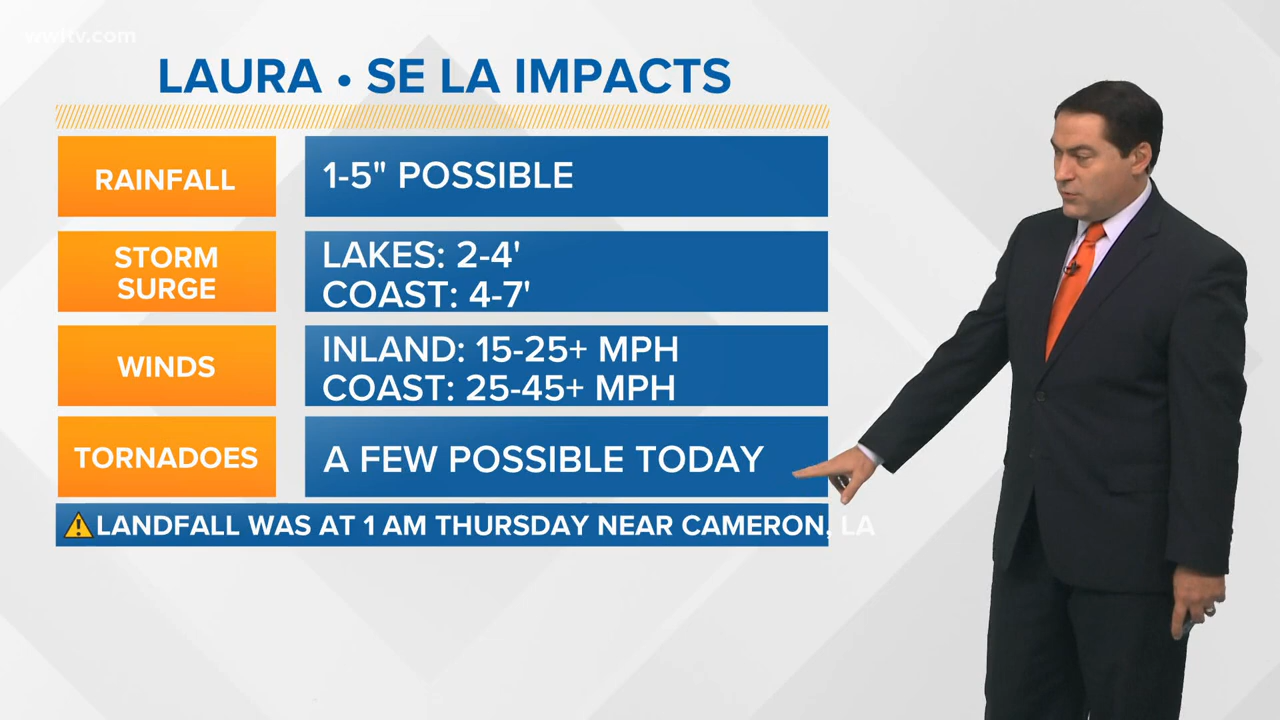 wwltv.com
LAURA • SE LA IMPACTS
RAINFALL
1-5" POSSIBLE
STORM
SURGE
LAKES: 2-4'
COAST: 4-7'
WINDS
INLAND: 15-25+ MPH
COAST: 25-45+ MPH
TORNADOES
A FEW POSSIBLE TODAY
LANDFALL WAS AT 1 AM THURSDAY NEAR CAMERON, LA